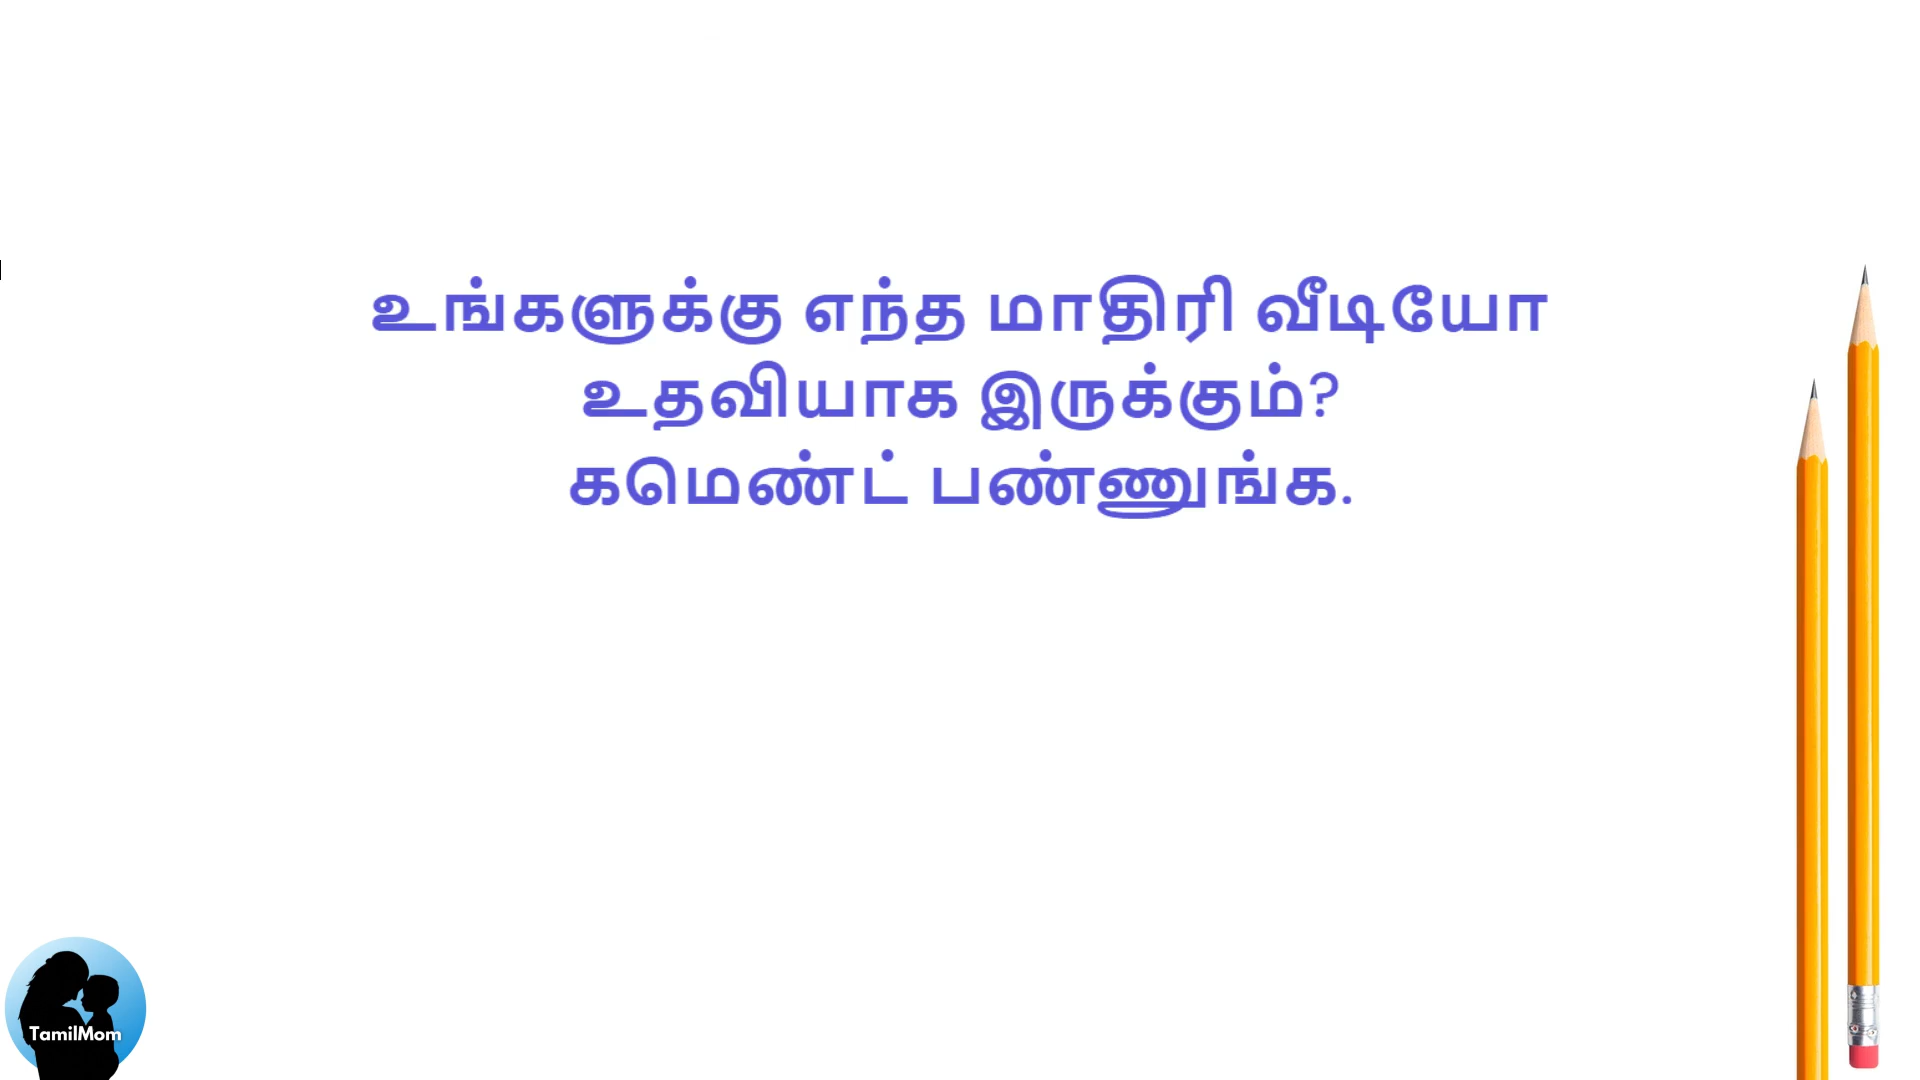 உங்களுக்கு எந்த மாதிரி வீடியோ
உதவியாக இருக்கும்?
கமெண்ட் பண்ணுங்க.
TamilMom